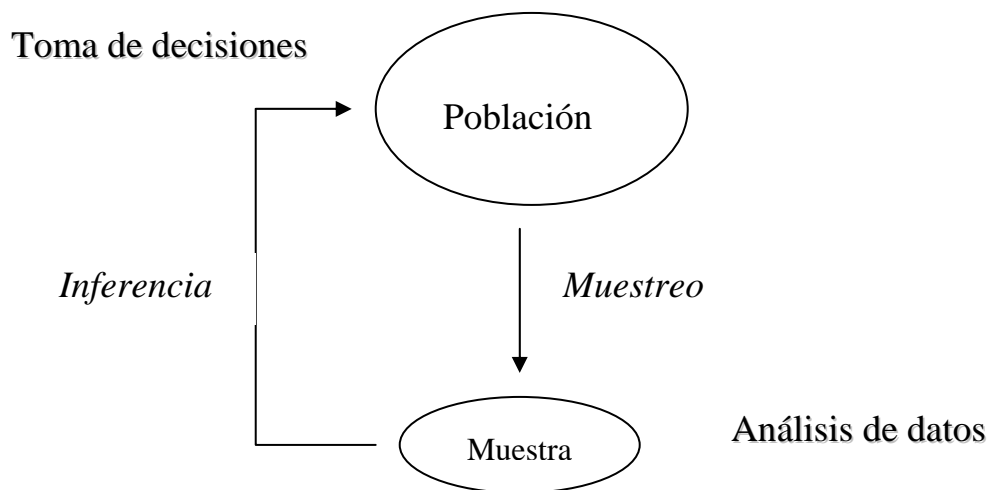 Toma de decisiones
Población
Inferencia
Muestreo
Muestra
Análisis de datos